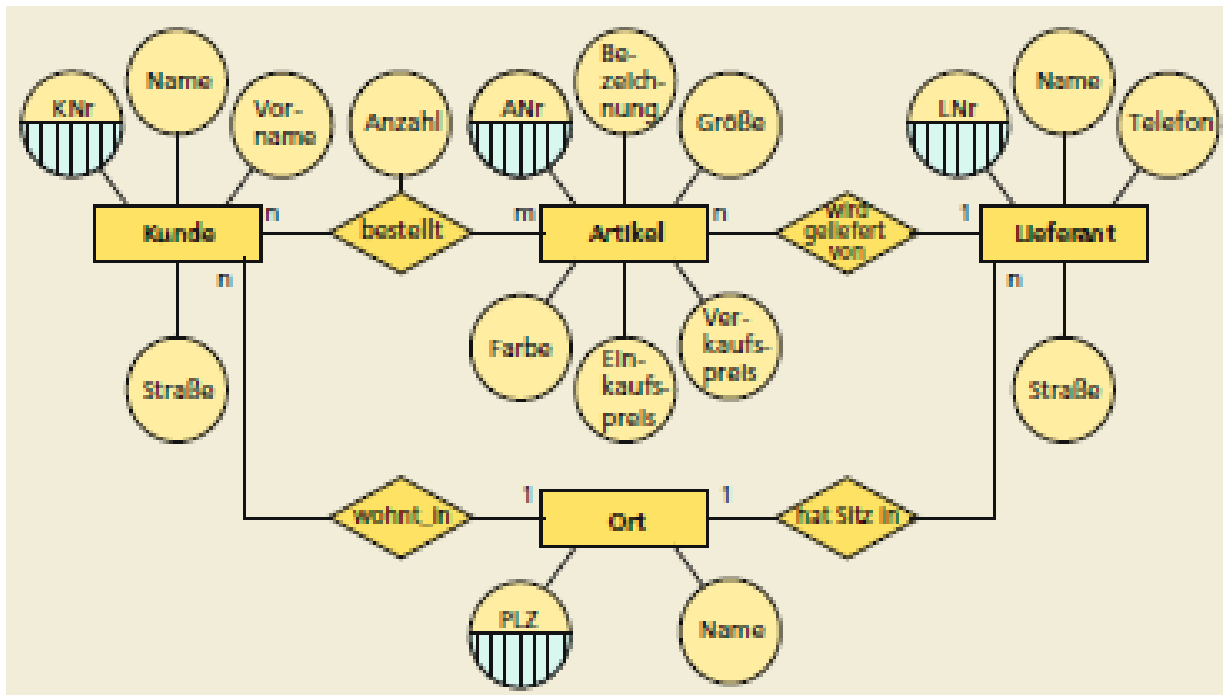 KNr
Name
Vor-
name
Anzahl
ANr
Be-
zeich-
nung
Größe
LNr
Name
Telefon
Kunde
n
bestellt
m
Artikel
n
wird
geliefert
von
1
Lieferant
n
n
Straße
Farbe
Ein-
kaufs-
preis
Ver-
kaufs-
preis
Straße
wohnt_in
1
Ort
1
hat Sitz in
PLZ
Name